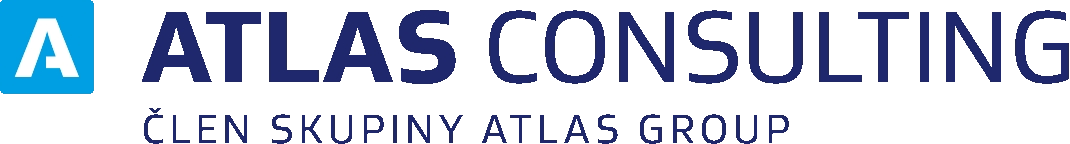 A ATLAS CONSULTING
ČLEN SKUPINY ATLAS GROUP